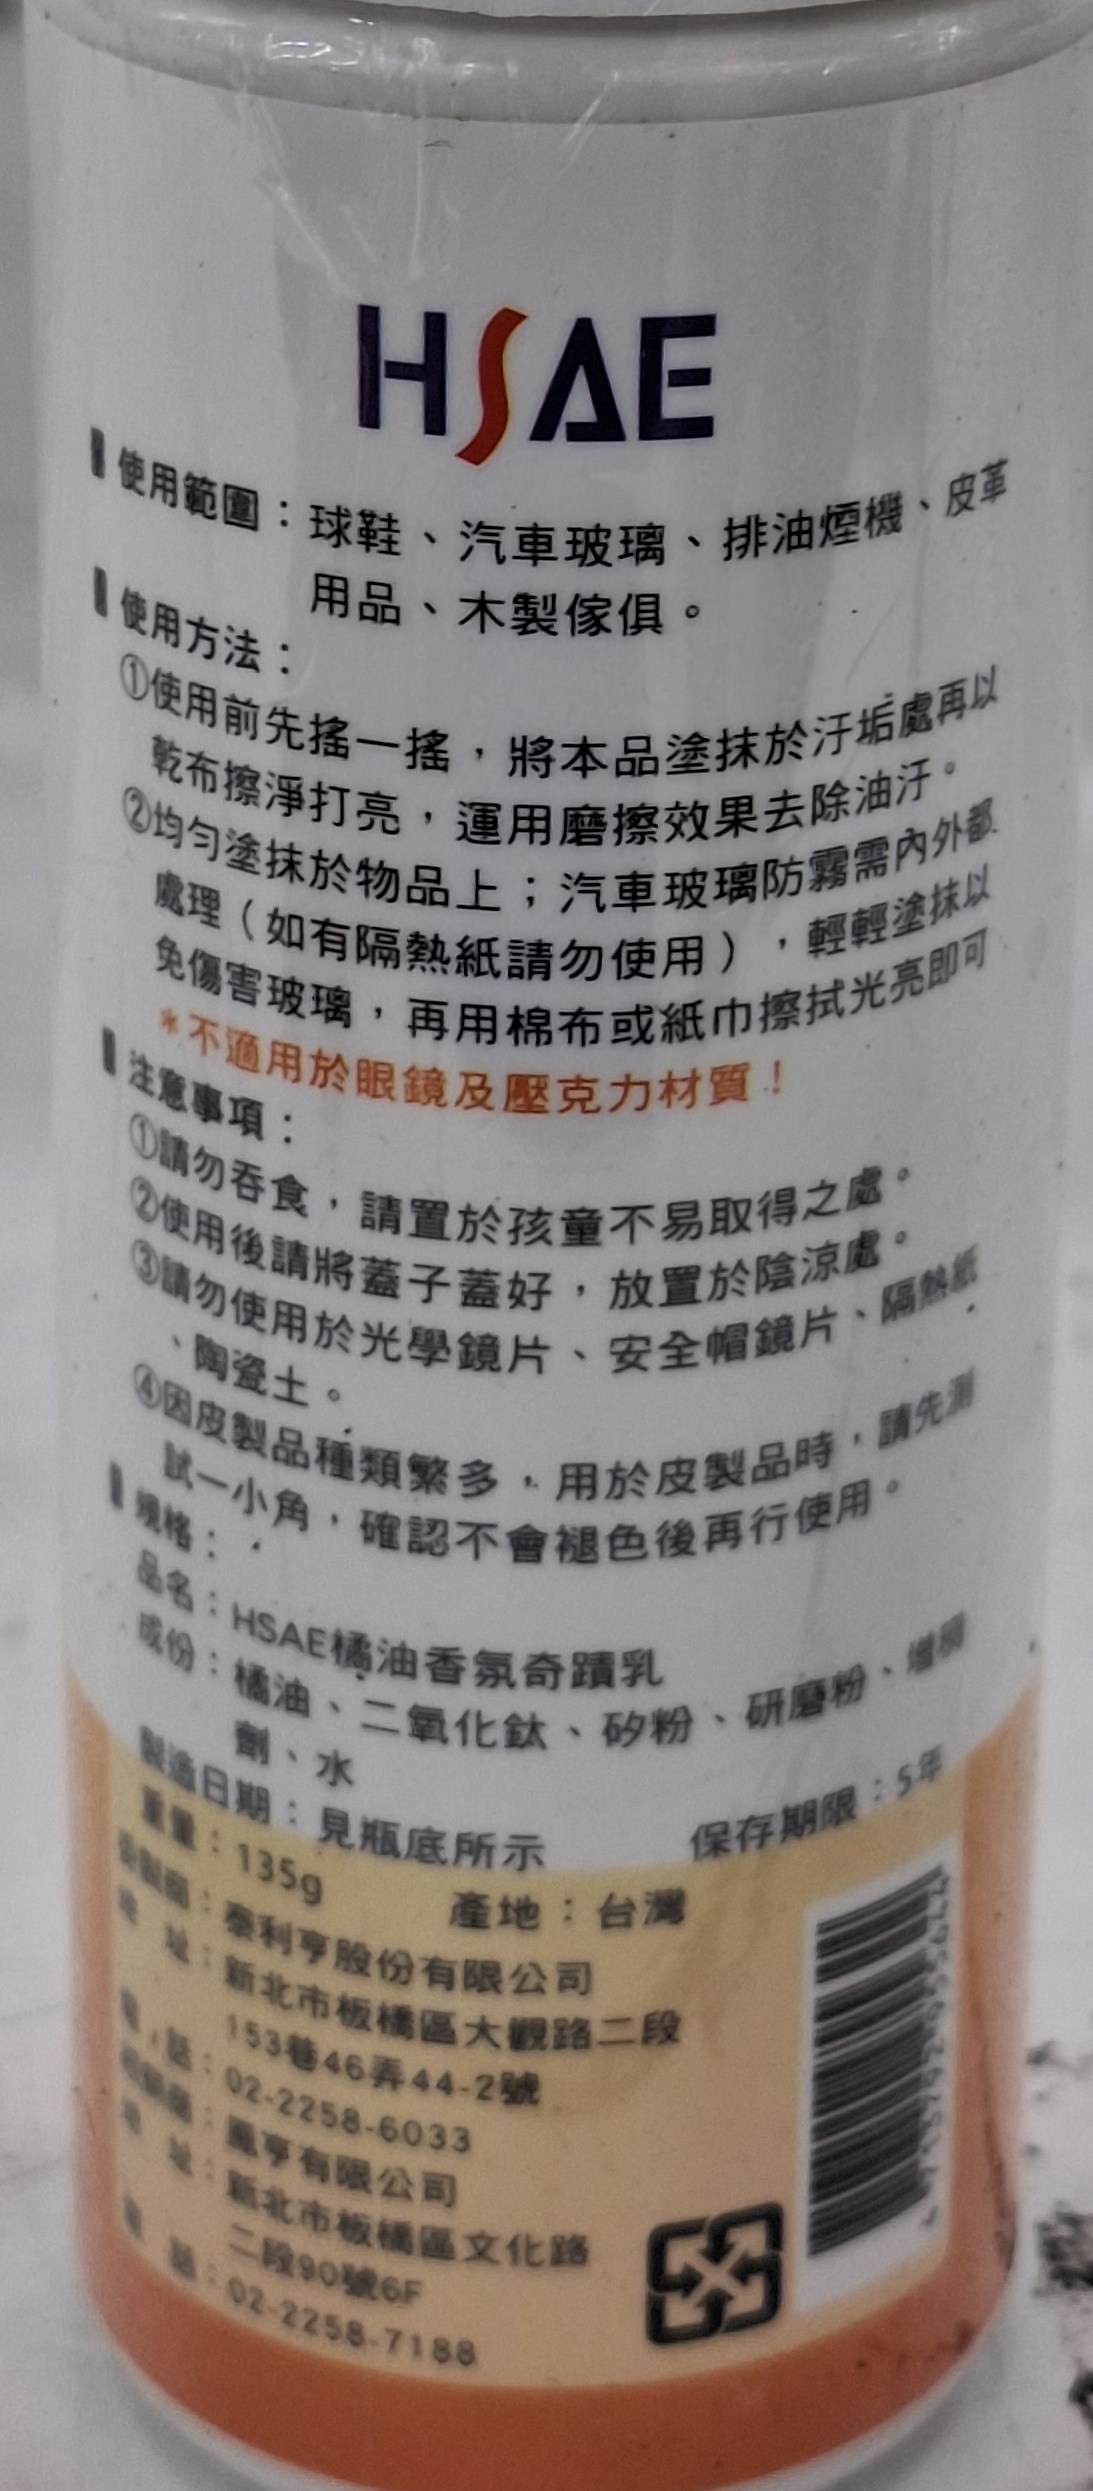 HSAE
使用範圍：球鞋、汽車玻璃、排油煙機、皮革
用品、木製傢俱。
使用方法：
①使用前先搖一搖，將本品塗抹於汙垢處再以
乾布擦淨打亮，運用磨擦效果去除油汙。
②均勻塗抹於物品上；汽車玻璃防霧需內外都
處理（如有隔熱紙請勿使用），輕輕塗抹以
免傷害玻璃，再用棉布或紙巾擦拭光亮即可
*不適用於眼鏡及壓克力材質！
注意事項：
①請勿吞食，請置於孩童不易取得之處。
②使用後請將蓋子蓋好，放置於陰涼處。
③請勿使用於光學鏡片、安全帽鏡片、隔熱紙
、陶瓷土。
④因皮製品種類繁多，用於皮製品時，請先測
試一小角，確認不會褪色後再行使用。
規格：
品名：HSAE橘油香氛奇蹟乳
成份：橘油、二氧化鈦、矽粉、研磨粉、增稠
劑、水
製造日期：見瓶底所示 保存期限：5年
重量：135g 產地：台灣
泰利亨股份有限公司
地 址：新北市板橋區大觀路二段
153巷46弄44-2號
電 話：02-2258-6033
鳳亨有限公司
地 址：新北市板橋區文化路
二段90號6F
電 話：02-2258-7188